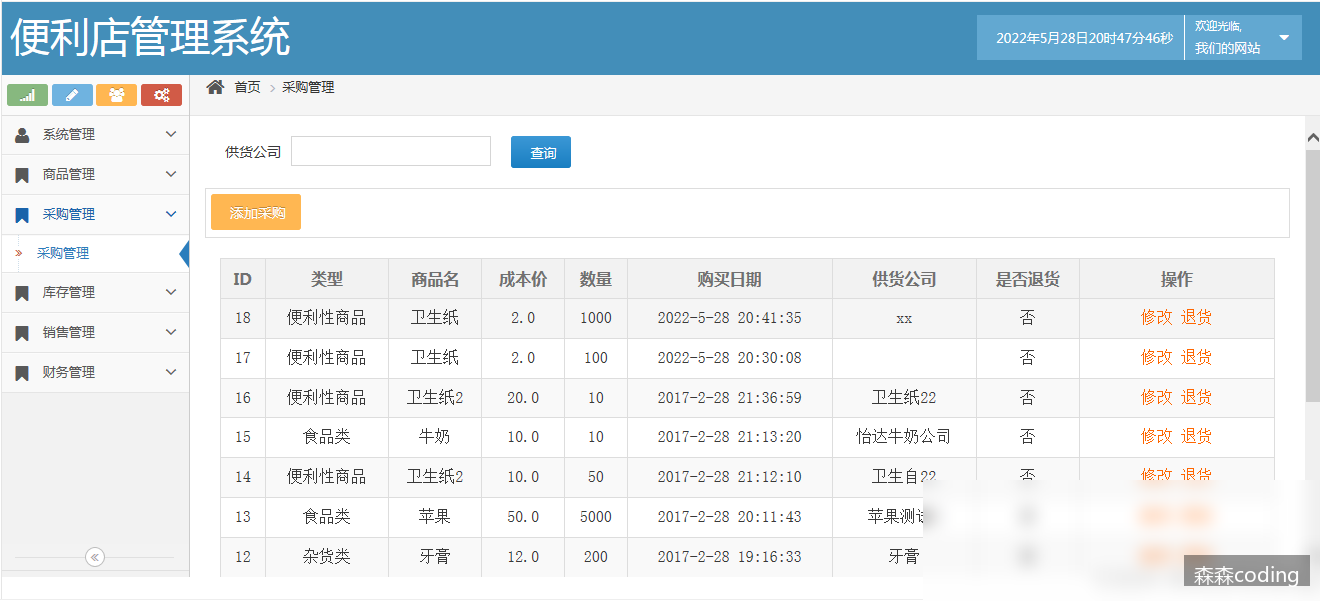 便利店管理系统
2022年5月28日20时47分46秒
欢迎光临,
我们的网站
首页 采购管理
系统管理
商品管理
采购管理
采购管理
库存管理
销售管理
财务管理
供货公司 查询
添加采购
ID 类型 商品名 成本价 数量 购买日期 供货公司 是否退货 操作
18 便利性商品 卫生纸 2.0 1000 2022-5-28 20:41:35 xx 否 修改 退货
17 便利性商品 卫生纸 2.0 100 2022-5-28 20:30:08 否 修改 退货
16 便利性商品 卫生纸2 20.0 10 2017-2-28 21:36:59 卫生纸22 否 修改 退货
15 食品类 牛奶 10.0 10 2017-2-28 21:13:20 怡达牛奶公司 否 修改 退货
14 便利性商品 卫生纸2 10.0 50 2017-2-28 21:12:10 卫生自22 否 修改 退货
13 食品类 苹果 50.0 5000 2017-2-28 20:11:43 苹果测
12 杂货类 牙膏 12.0 200 2017-2-28 19:16:33 牙膏
森森coding